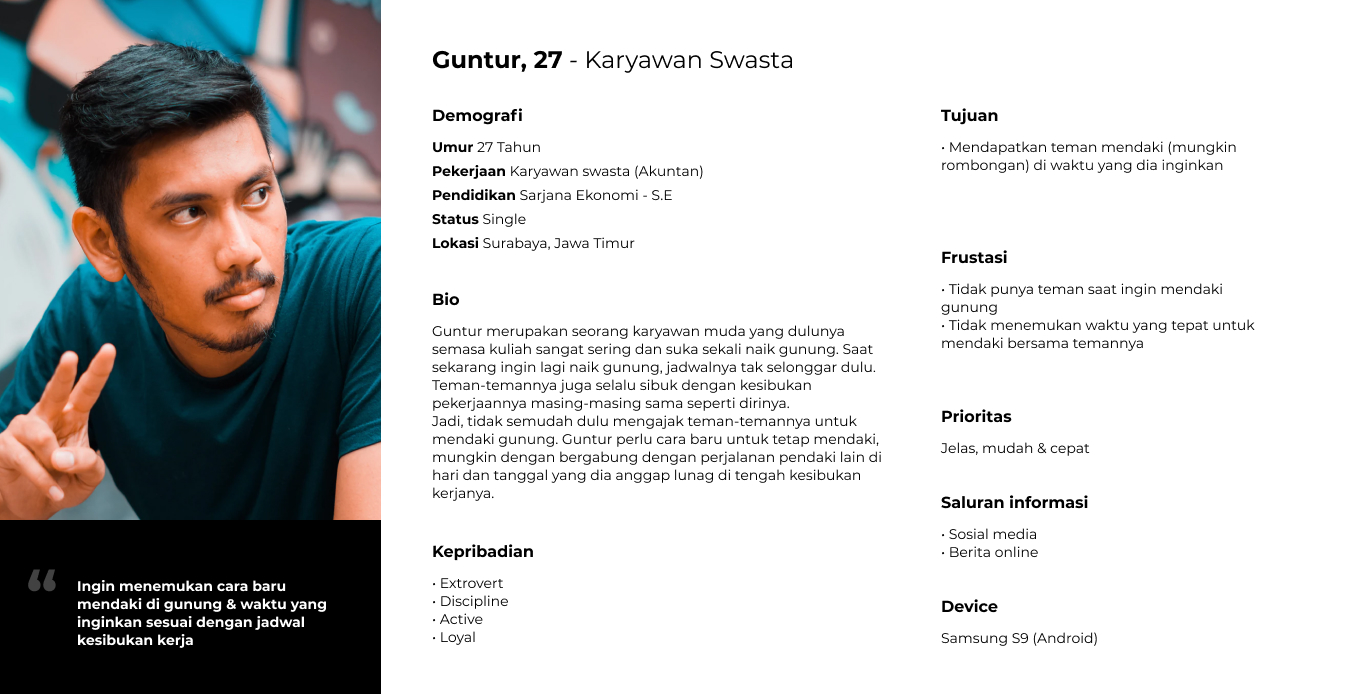 Guntur, 27 - Karyawan Swasta
Demografi
Umur 27 Tahun
Pekerjaan Karyawan swasta (Akuntan)
Pendidikan Sarjana Ekonomi - S.E
Status Single
Lokasi Surabaya, Jawa Timur
Bio
Guntur merupakan seorang karyawan muda yang dulunya
semasa kuliah sangat sering dan suka sekali naik gunung. Saat
sekarang ingin lagi naik gunung, jadwalnya tak selonggar dulu.
Teman-temannya juga selalu sibuk dengan kesibukan
pekerjaannya masing-masing sama seperti dirinya.
Jadi, tidak semudah dulu mengajak teman-temannya untuk
mendaki gunung. Guntur perlu cara baru untuk tetap mendaki,
mungkin dengan bergabung dengan perjalanan pendaki lain di
hari dan tanggal yang dia anggap lunag di tengah kesibukan
kerjanya.
Kepribadian
• Extrovert
• Discipline
• Active
• Loyal
Tujuan
• Mendapatkan teman mendaki (mungkin
rombongan) di waktu yang dia inginkan
Frustasi
• Tidak punya teman saat ingin mendaki
gunung
• Tidak menemukan waktu yang tepat untuk
mendaki bersama temannya
Prioritas
Jelas, mudah & cepat
Saluran informasi
• Sosial media
• Berita online
Device
Samsung S9 (Android)
“
Ingin menemukan cara baru
mendaki di gunung & waktu yang
inginkan sesuai dengan jadwal
kesibukan kerja